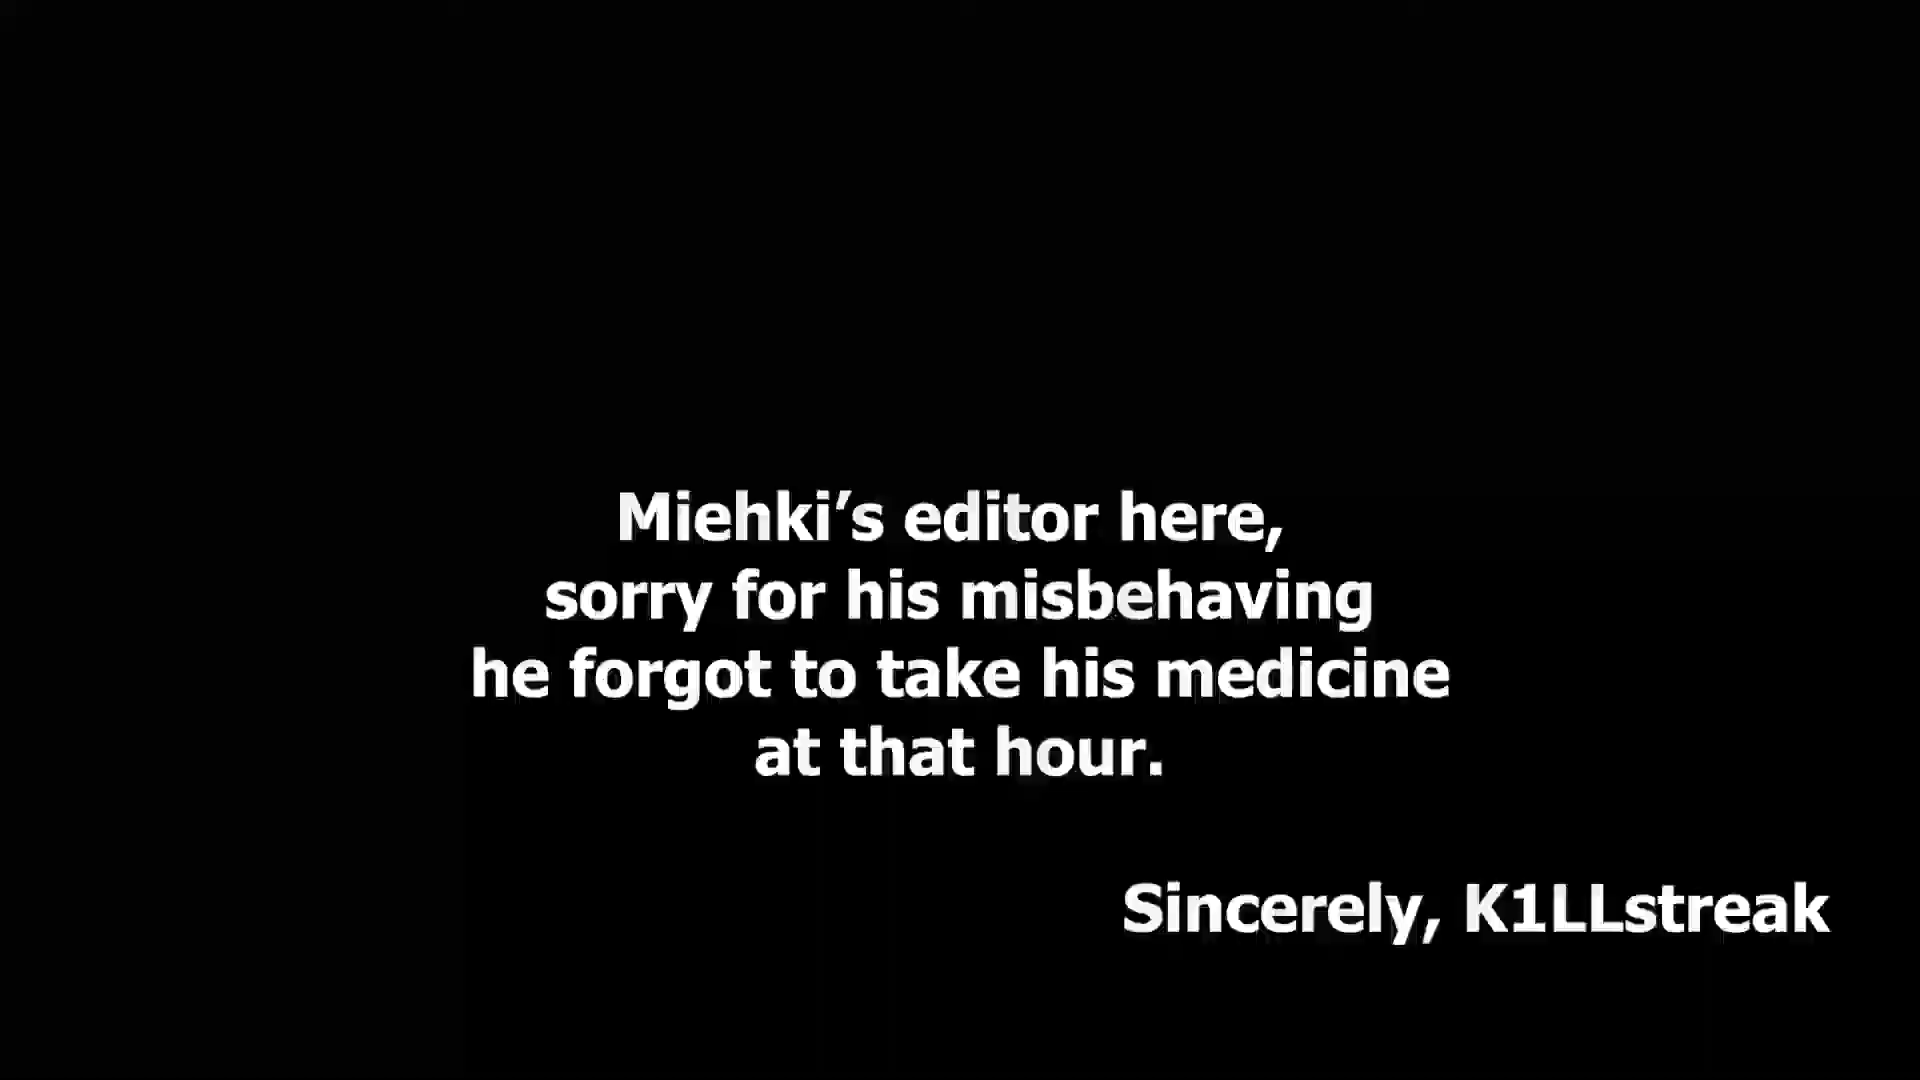 Miehki’s editor here,
sorry for his misbehaving
he forgot to take his medicine
at that hour.
Sincerely, K1LLstreak